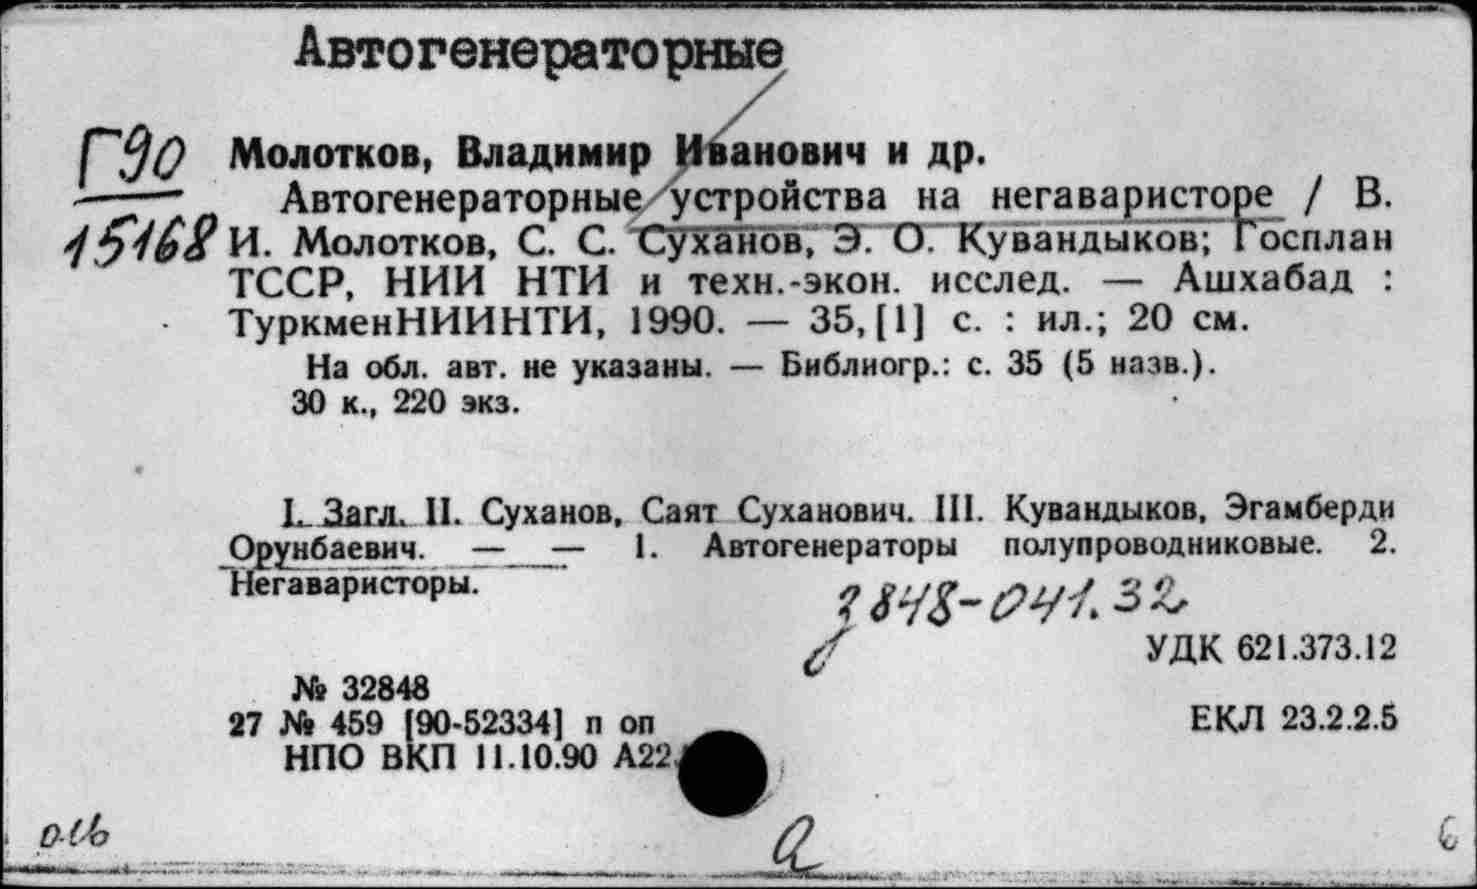 Автогенераторные
Г90
15168
Молотков, Владимир Иванович и др.
Автогенераторные устройства на негаваристоре / В.
И. Молотков, С. С. Суханов, Э. О. Кувандыков; Госплан
ТССР, НИИ НТИ и техн.-экон. исслед. — Ашхабад :
ТуркменНИИНТИ, 1990. — 35, [1] с. : ил.; 20 см.
На обл. авт. не указаны. — Библиогр.: с. 35 (5 назв.).
30 к., 220 экз.
I. Загл. II. Суханов, Саят Суханович. III. Кувандыков, Эгамберди
Орунбаевич. — — 1. Автогенераторы полупроводниковые. 2.
Негаваристоры.
З848-041.32
УДК 621.373.12
№ 32848
27 № 459 [90-52334] п оп
ЕКЛ 23.2.2.5
НПО ВКП 11.10.90 А22
а
6